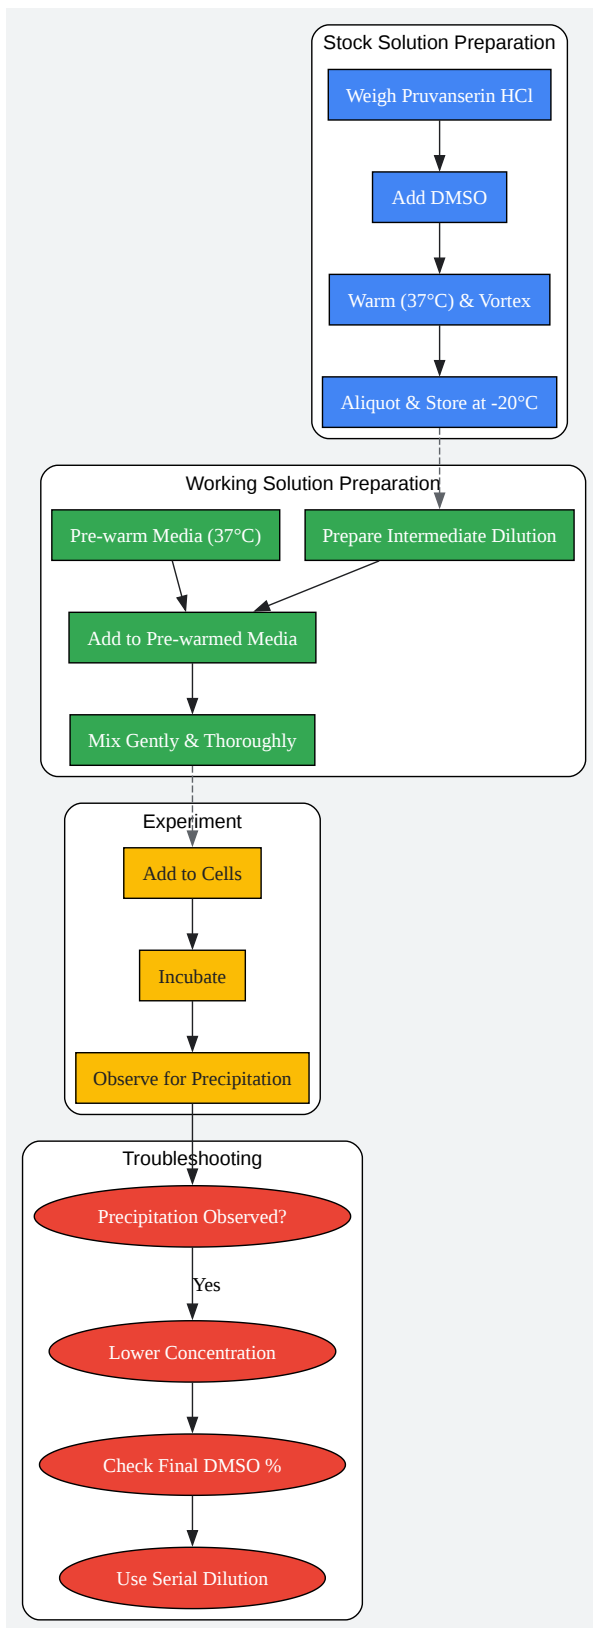 Stock Solution Preparation
Weigh Pruvanserin HCl
Add DMSO
Warm (37°C) & Vortex
Aliquot & Store at -20°C
Working Solution Preparation
Pre-warm Media (37°C)
Prepare Intermediate Dilution
Add to Pre-warmed Media
Mix Gently & Thoroughly
Experiment
Add to Cells
Incubate
Observe for Precipitation
Troubleshooting
Precipitation Observed?
Yes
Lower Concentration
Check Final DMSO %
Use Serial Dilution